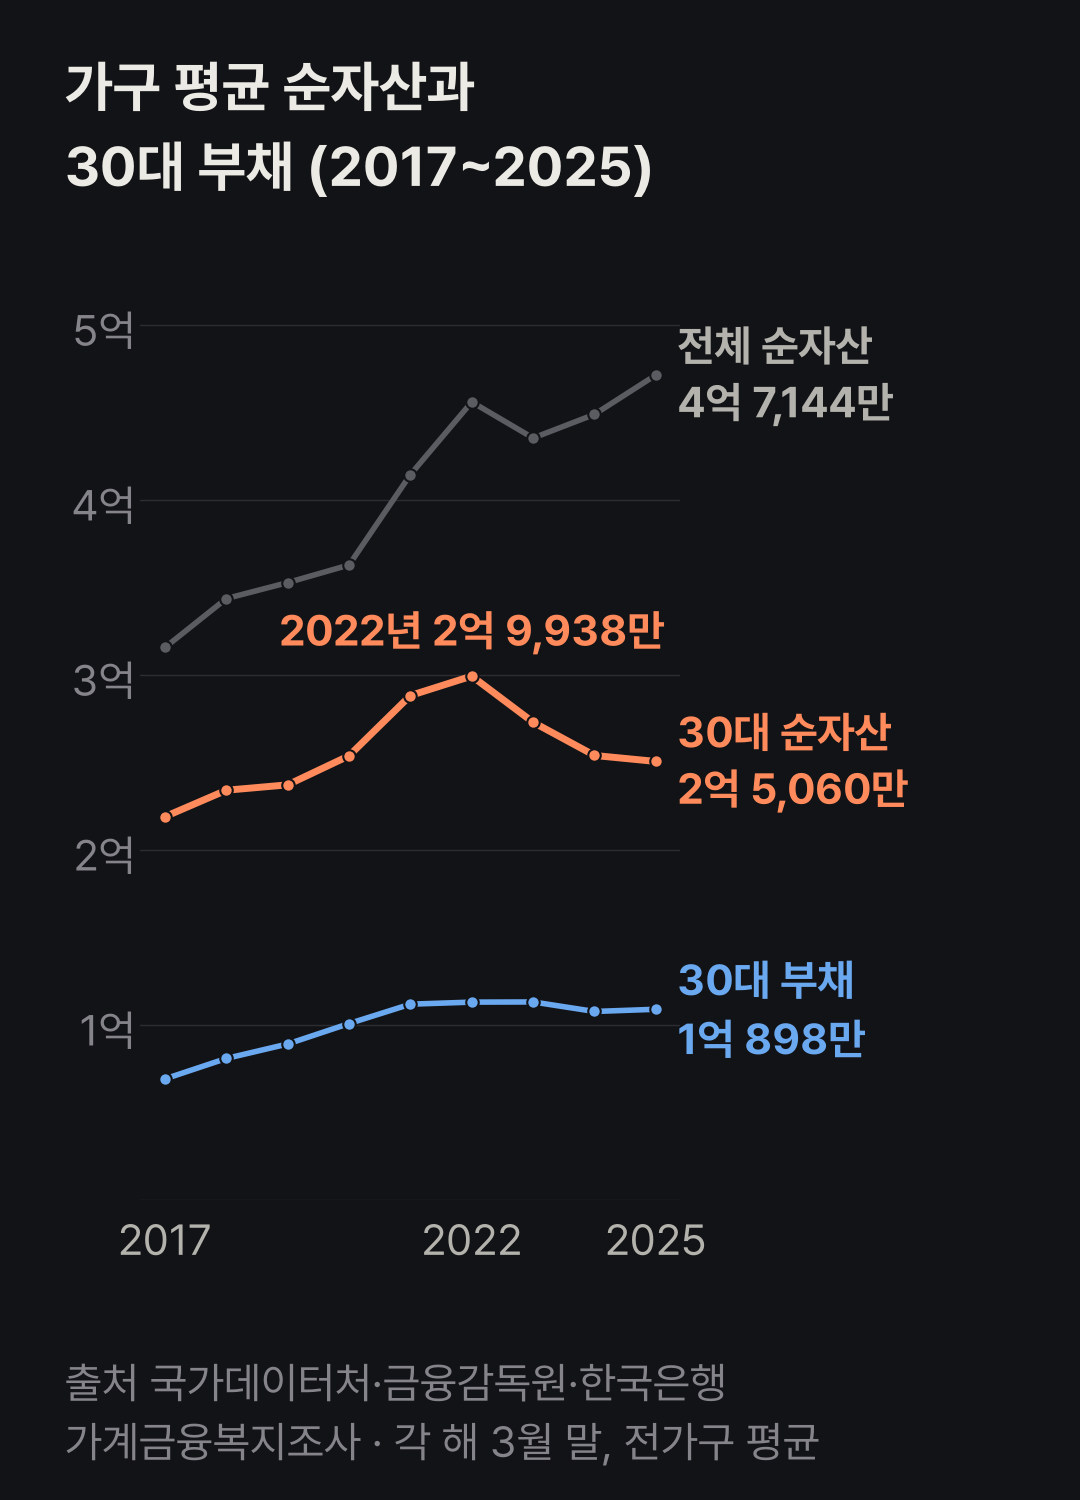 가구 평균 순자산과
30대 부채 (2017~2025)
5억
전체 순자산
4억 7,144만
4억
2022년 2억 9,938만
3억
30대 순자산
2억 5,060만
2억
30대 부채
1억 898만
1억
2017 2022 2025
출처 국가데이터처·금융감독원·한국은행
가계금융복지조사 · 각 해 3월 말, 전가구 평균